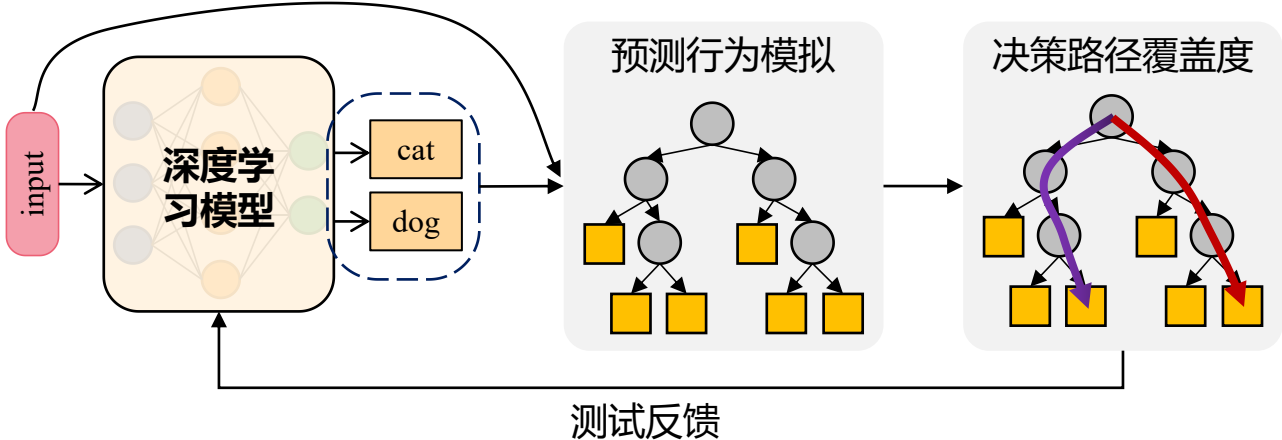 input
深度学
习模型
cat
dog
预测行为模拟
决策路径覆盖度
测试反馈